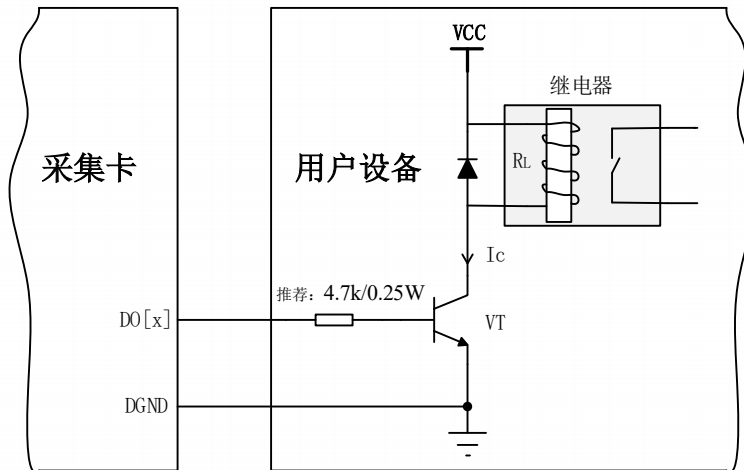 VCC
继电器
采集卡
用户设备
RL
Ic
推荐：4.7k/0.25W
DO[x]
VT
DGND